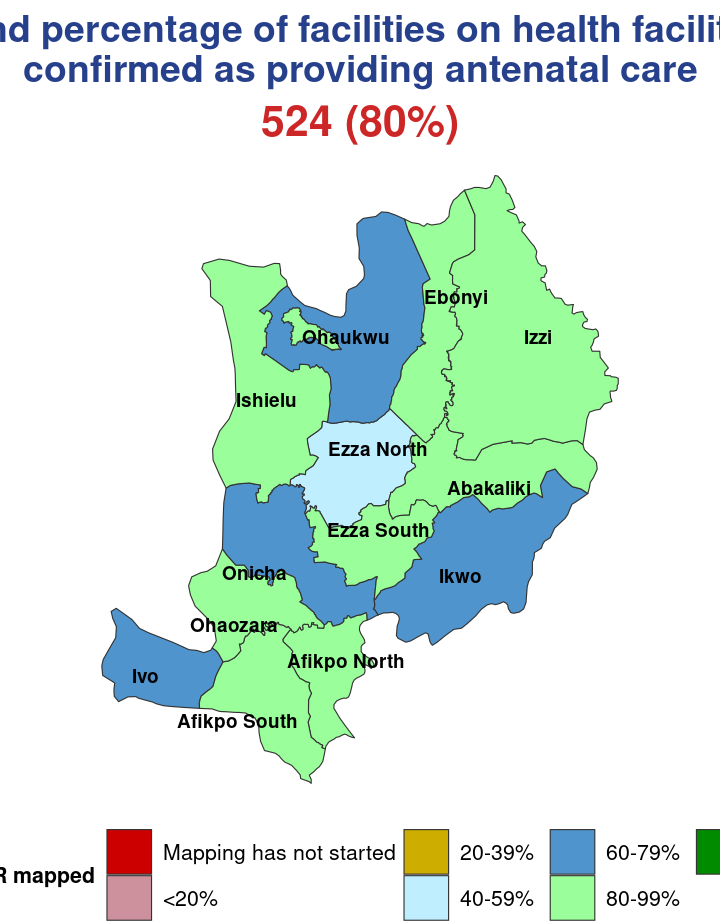 percentage of facilities on health
confirmed as providing antenatal care
524 (80%)
Ebonyi
Ohaukwu
Izzi
Ishielu
Ezza North
Abakaliki
Ezza South
Onicha
Ikwo
Ohaozara
Afikpo North
Ivo
Afikpo South
Mapping has not started
20-39%
60-79%
R mapped
<20%
40-59%
80-99%